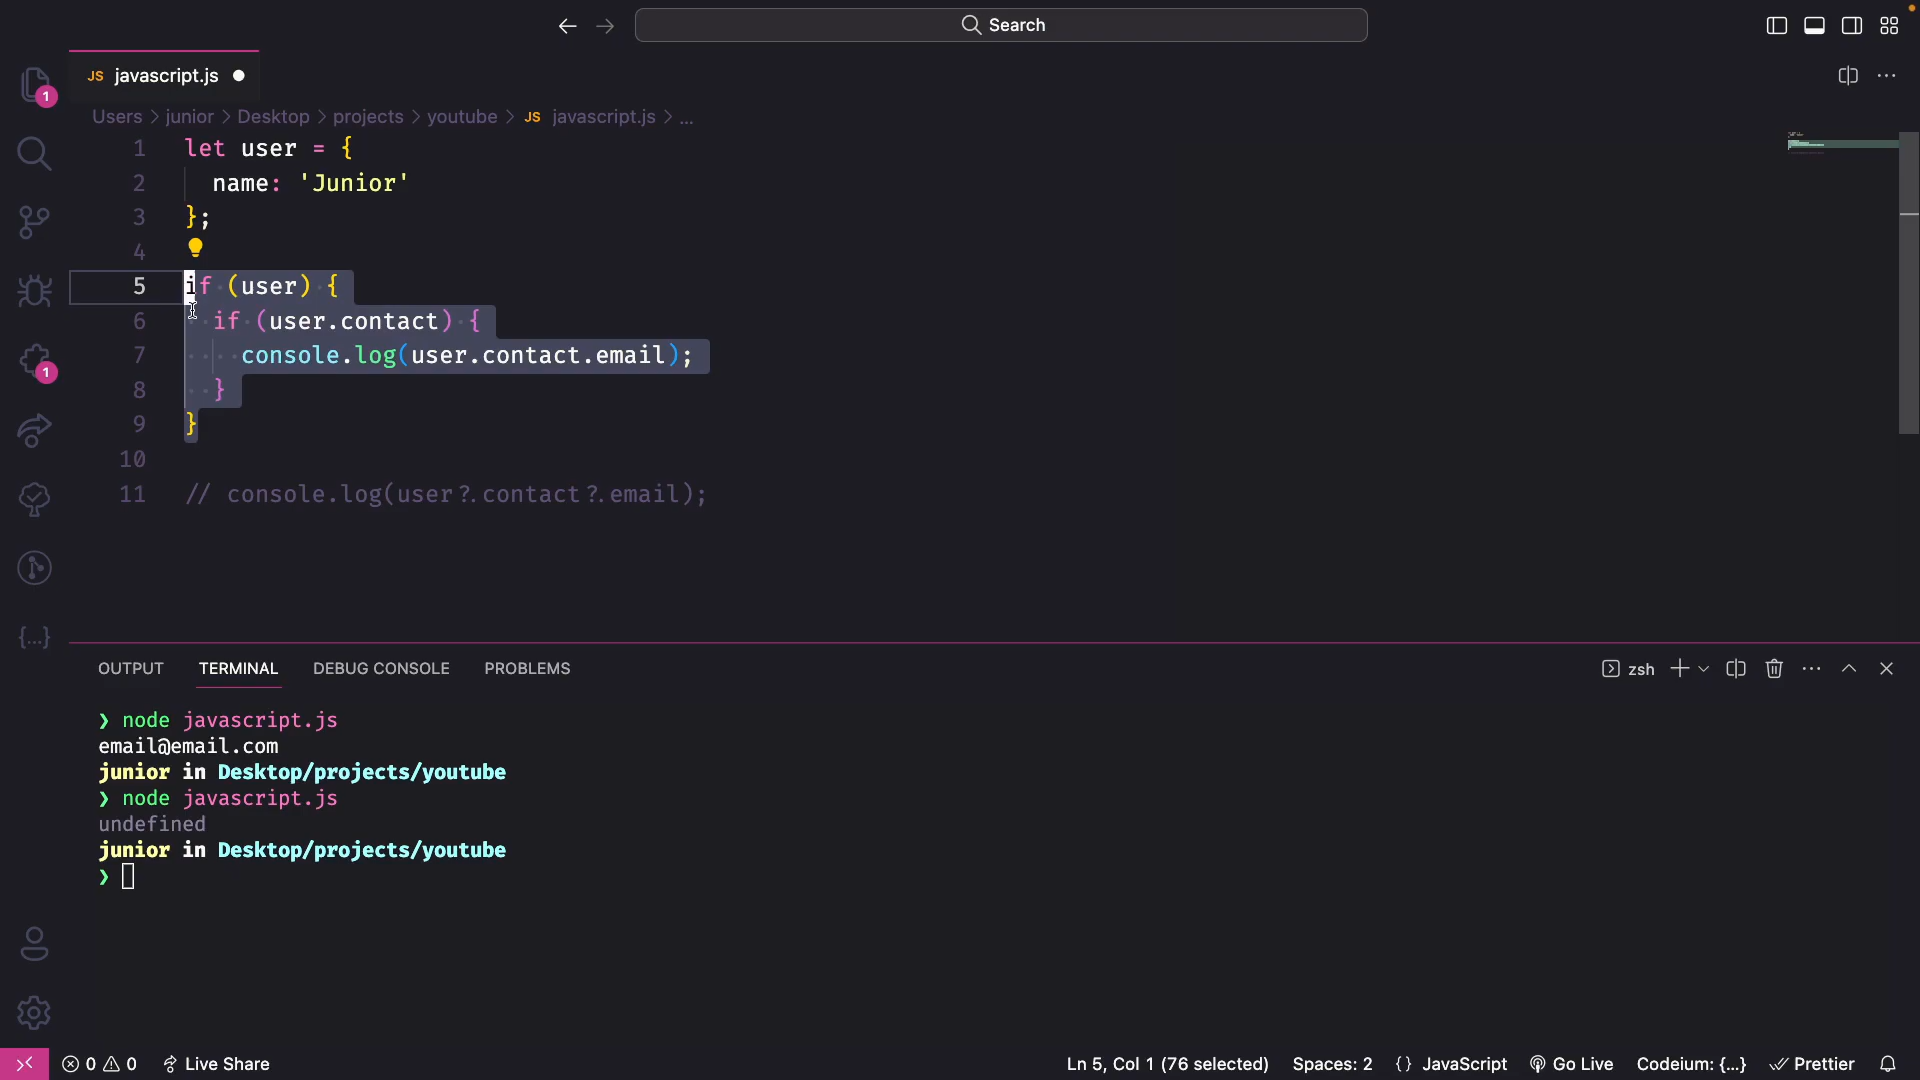 Search
JS javascript.js
1
Users > junior > Desktop > projects > youtube > JS javascript.js > ...
1 let user = {
2 name: 'Junior'
3 };
4
5 if (user) {
6 if (user.contact) {
7 console.log(user.contact.email);
8 }
9 }
10
11 // console.log(user?.contact?.email);
1
{...}
OUTPUT TERMINAL DEBUG CONSOLE PROBLEMS zsh
❯ node javascript.js
email@email.com
junior in Desktop/projects/youtube
❯ node javascript.js
undefined
junior in Desktop/projects/youtube
❯
0 0 Live Share Ln 5, Col 1 (76 selected) Spaces: 2 {} JavaScript Go Live Codeium: {...} Prettier